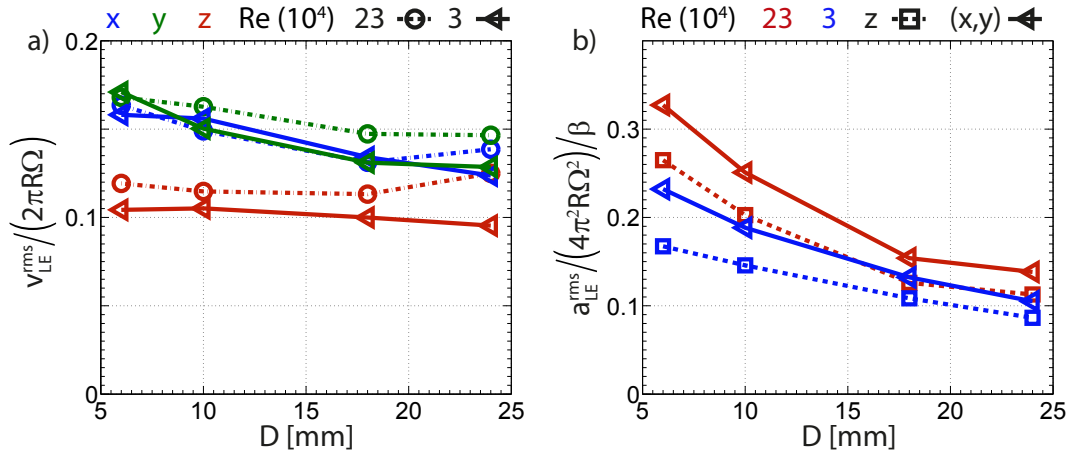 x y z Re (10⁴) 23 3
a)
0.2
0.1
0
5 10 15 20 25
D [mm]
v_LE^rms/(2πRΩ)
Re (10⁴) 23 3 z (x,y)
b)
0.3
0.2
0.1
0
5 10 15 20 25
D [mm]
a_LE^rms/(4π²RΩ²)/β